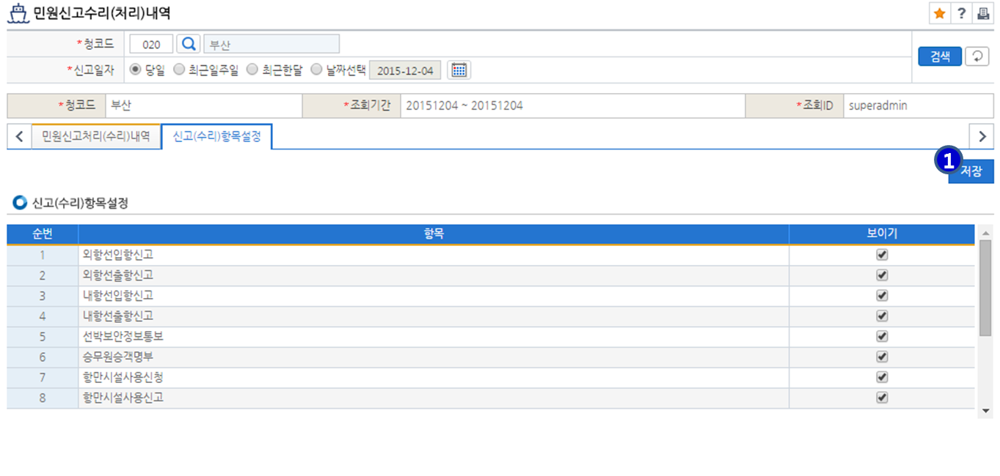 민원신고수리(처리)내역
?
*청코드 020 부산
*신고일자 당일 최근일주일 최근한달 날짜선택 2015-12-04
검색
*청코드 부산 *조회기간 20151204 ~ 20151204 *조회ID superadmin
민원신고처리(수리)내역 신고(수리)항목설정
1 저장
신고(수리)항목설정
순번 항목 보이기
1 외항선입항신고
2 외항선출항신고
3 내항선입항신고
4 내항선출항신고
5 선박보안정보통보
6 승무원승객명부
7 항만시설사용신청
8 항만시설사용신고